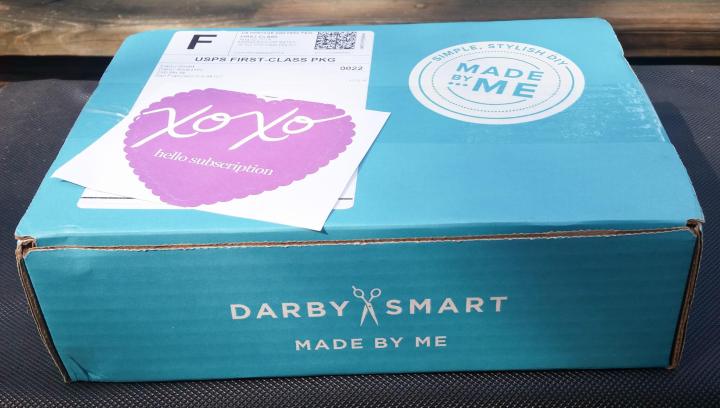 F
USPS FIRST-CLASS PKG
0022
SIMPLE, STYLISH DIY
MADE
BY
ME
xoxo
hello subscription
DARBY SMART
MADE BY ME